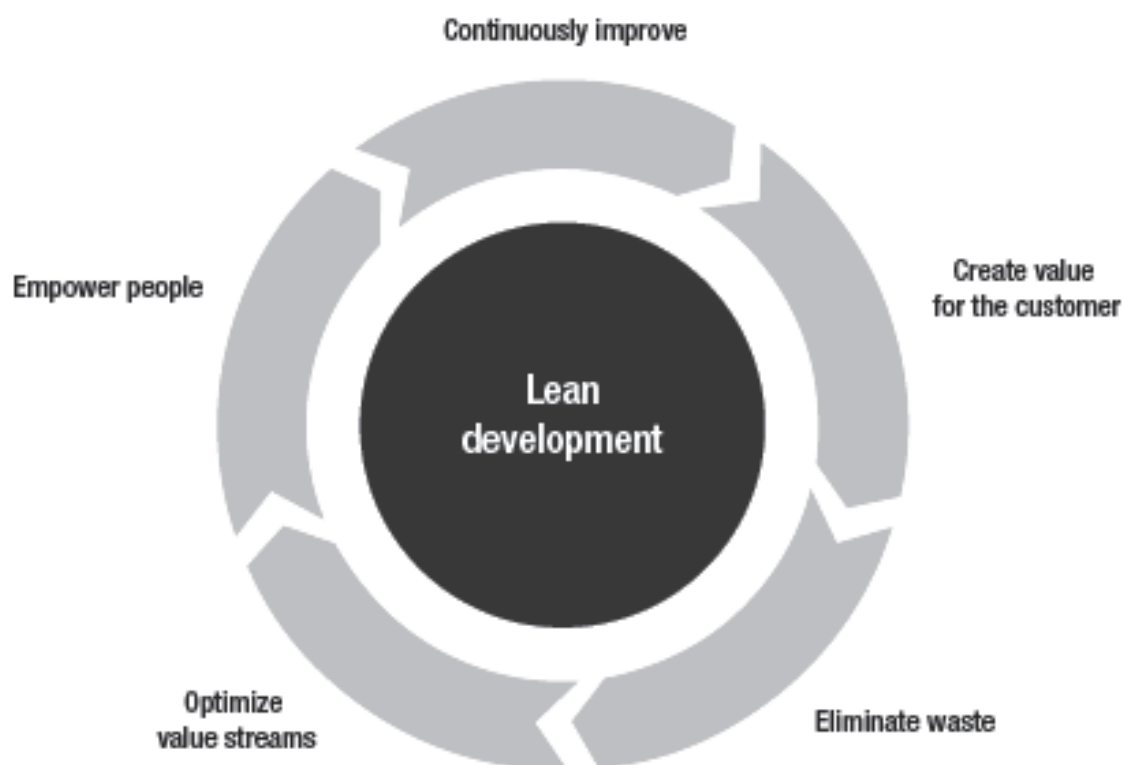 Continuously improve
Create value
for the customer
Empower people
Lean
development
Optimize
value streams
Eliminate waste